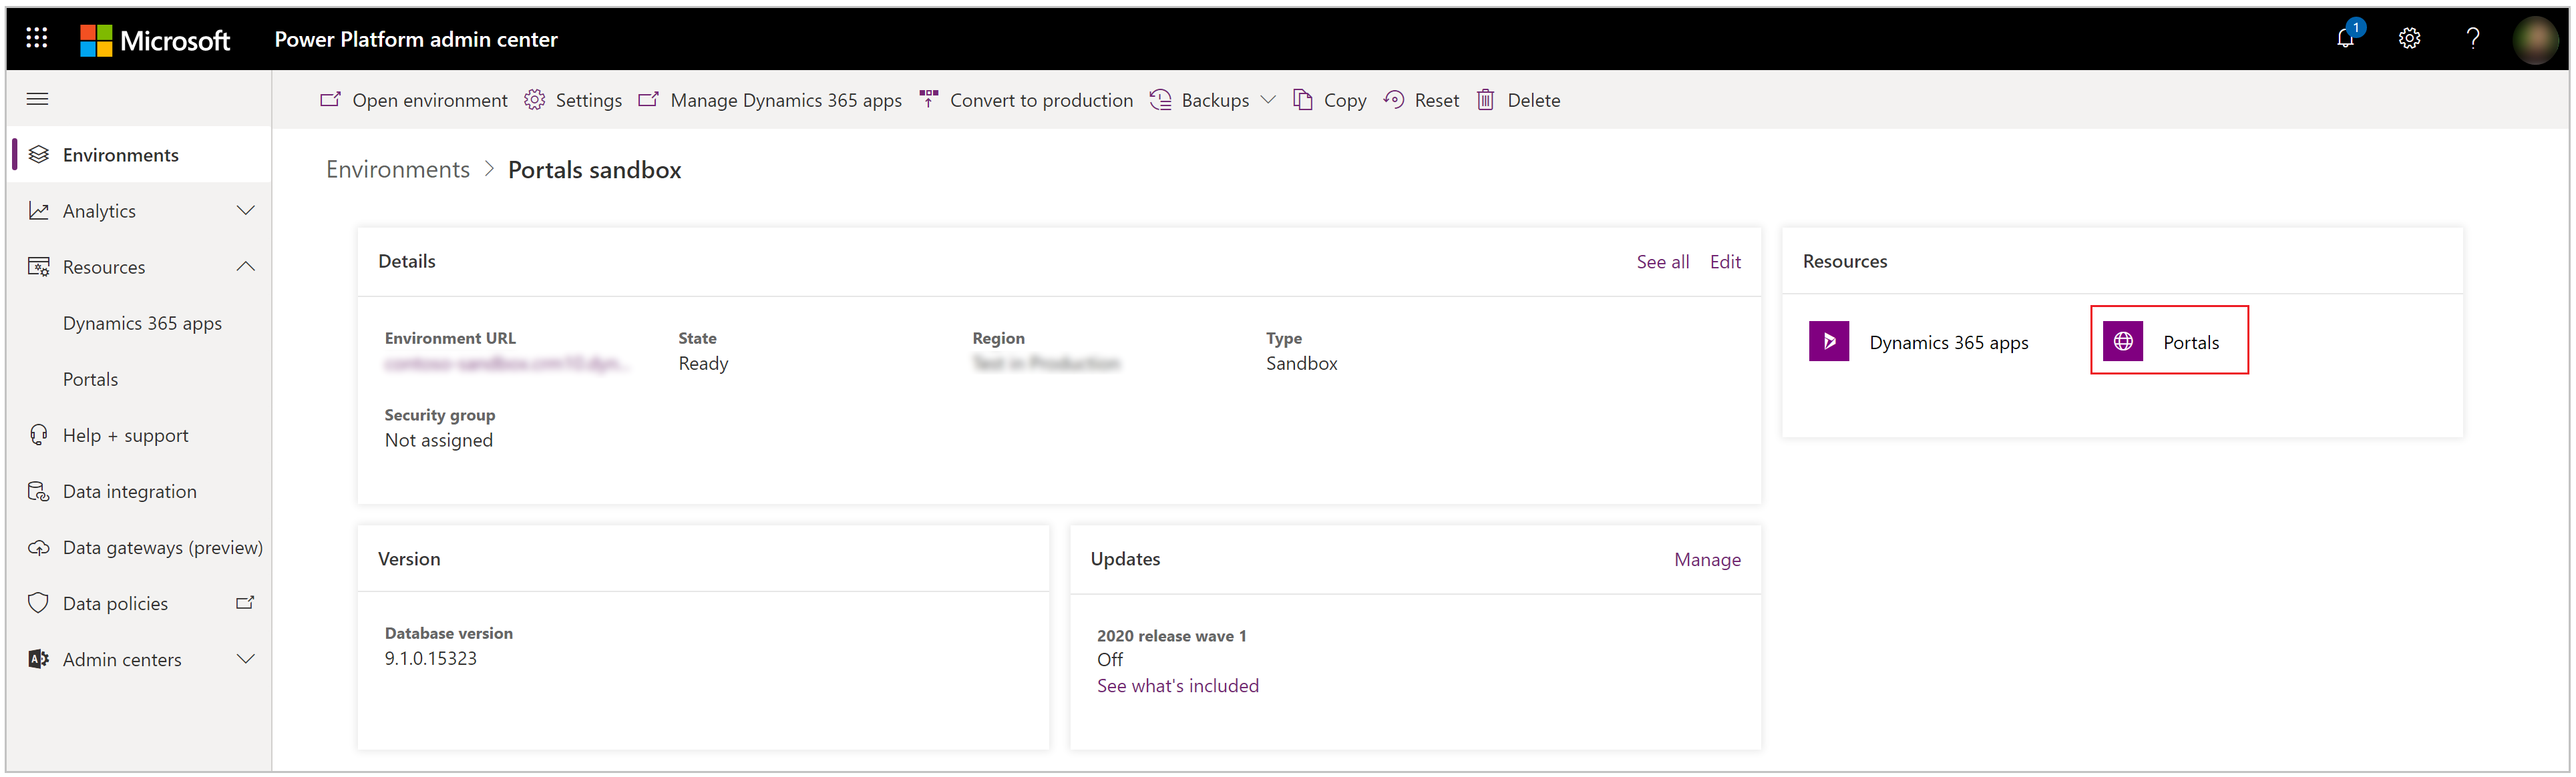 Microsoft
Power Platform admin center
1
Open environment
Settings
Manage Dynamics 365 apps
Convert to production
Backups
Copy
Reset
Delete
Environments
Analytics
Resources
Dynamics 365 apps
Portals
Help + support
Data integration
Data gateways (preview)
Data policies
Admin centers
Environments > Portals sandbox
Details
See all
Edit
Environment URL
State
Ready
Region
Type
Sandbox
Security group
Not assigned
Resources
Dynamics 365 apps
Portals
Version
Database version
9.1.0.15323
Updates
Manage
2020 release wave 1
Off
See what's included